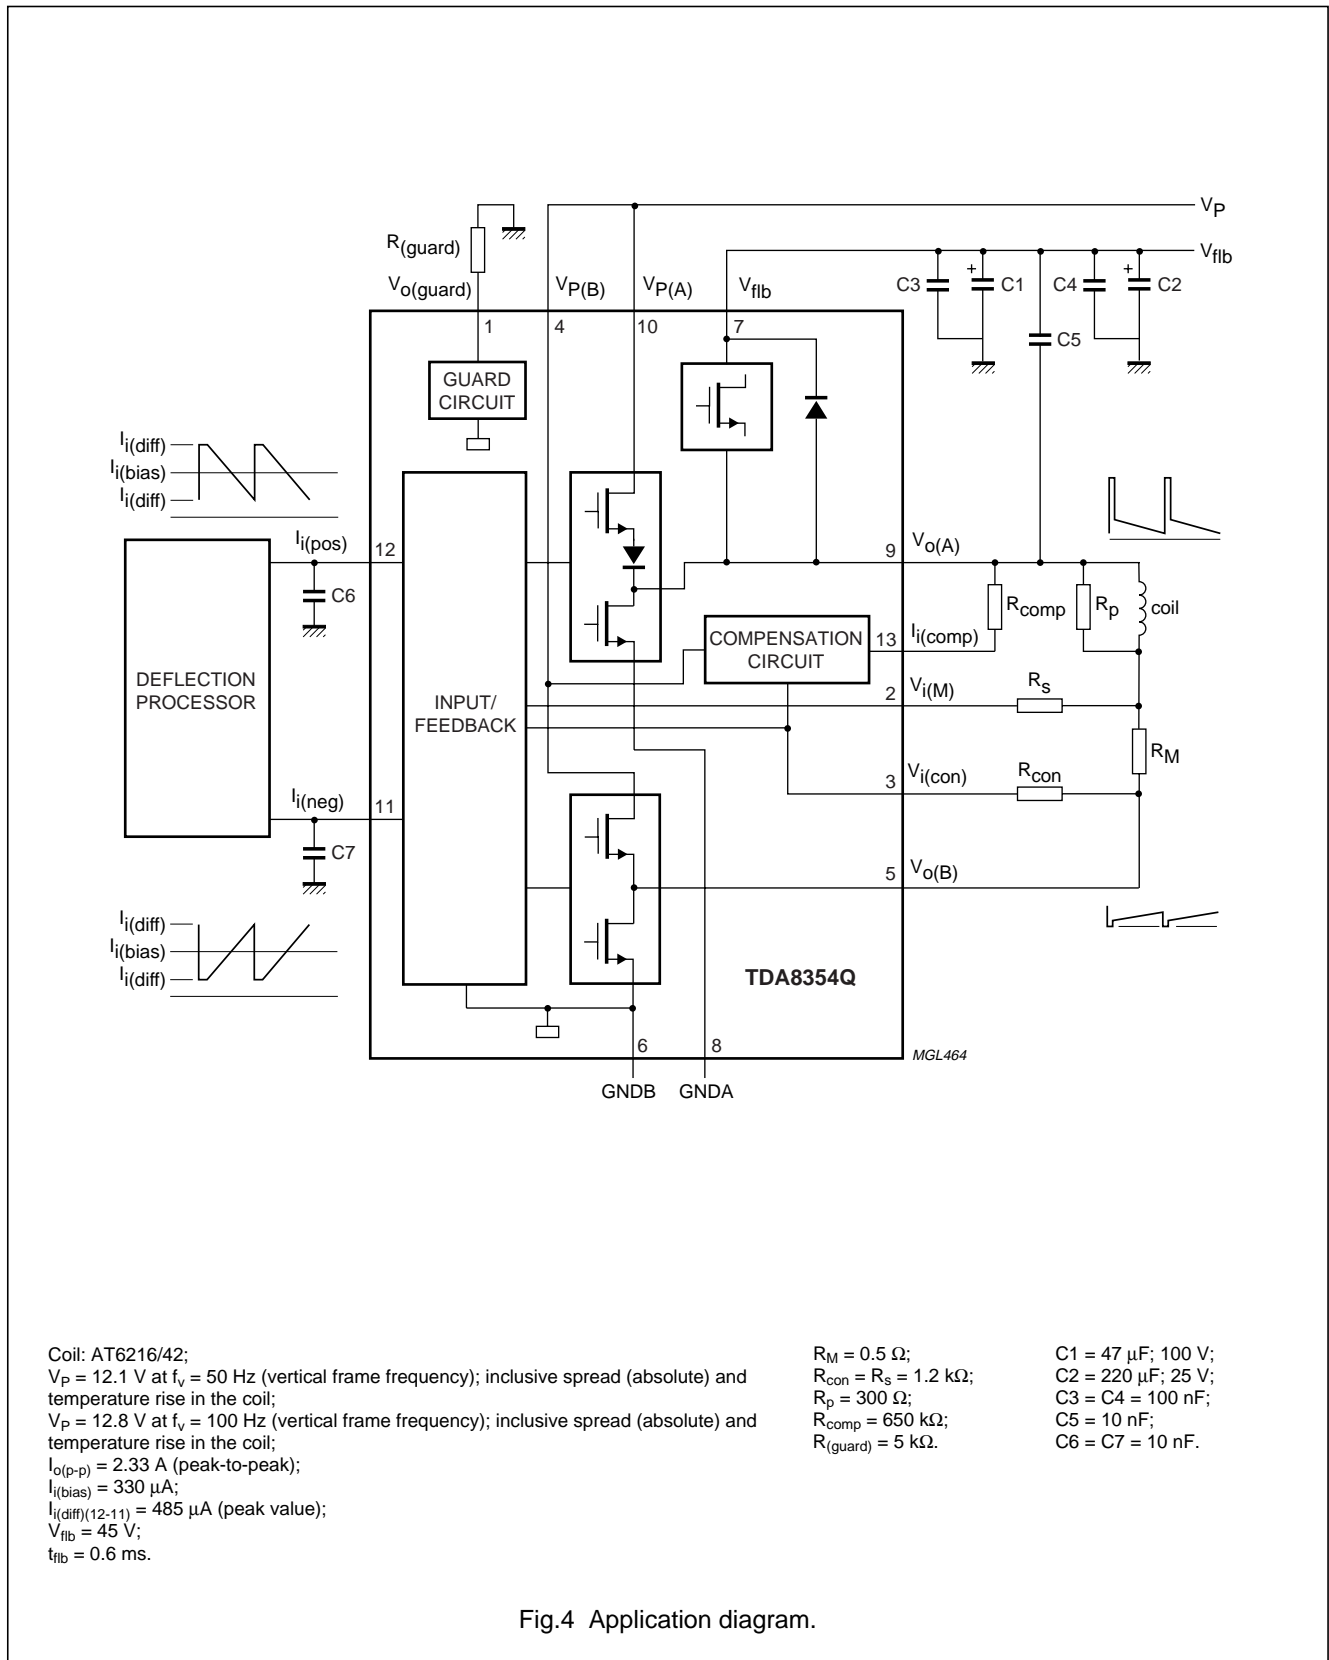 V_P
R_(guard)
V_flb
V_o(guard) V_P(B) V_P(A) V_flb
C3 + C1 C4 + C2
1 4 10 7
C5
GUARD
CIRCUIT
I_i(diff)
I_i(bias)
I_i(diff)
I_i(pos) 12
9 V_o(A)
C6
R_comp R_p coil
COMPENSATION
CIRCUIT
13 I_i(comp)
DEFLECTION
PROCESSOR
INPUT/
FEEDBACK
2 V_i(M) R_S
R_M
3 V_i(con) R_con
I_i(neg) 11
C7
5 V_o(B)
I_i(diff)
I_i(bias)
I_i(diff)
TDA8354Q
6 8
MGL464
GNDB GNDA
Coil: AT6216/42;
V_P = 12.1 V at f_v = 50 Hz (vertical frame frequency); inclusive spread (absolute) and
temperature rise in the coil;
V_P = 12.8 V at f_v = 100 Hz (vertical frame frequency); inclusive spread (absolute) and
temperature rise in the coil;
I_o(p-p) = 2.33 A (peak-to-peak);
I_i(bias) = 330 μA;
I_i(diff)(12-11) = 485 μA (peak value);
V_flb = 45 V;
t_flb = 0.6 ms.
R_M = 0.5 Ω;
R_con = R_s = 1.2 kΩ;
R_p = 300 Ω;
R_comp = 650 kΩ;
R_(guard) = 5 kΩ.
C1 = 47 μF; 100 V;
C2 = 220 μF; 25 V;
C3 = C4 = 100 nF;
C5 = 10 nF;
C6 = C7 = 10 nF.
Fig.4 Application diagram.